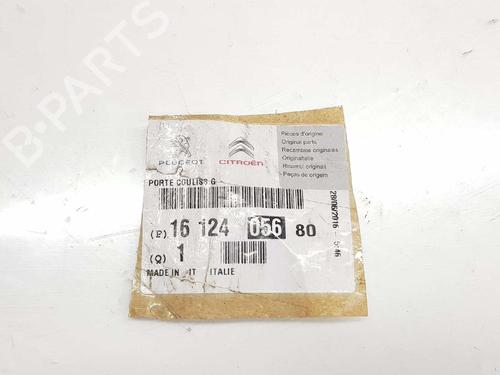 B-PARTS
PEUGEOT
CITROËN
Pièces d'origine
Original parts
Recambios originales
Originalteile
Ricambi originali
Peças de origem
PORTE COULISS G
(P) 16 124 056 80
(Q) 1
MADE IN IT ITALIE
28/06/2016